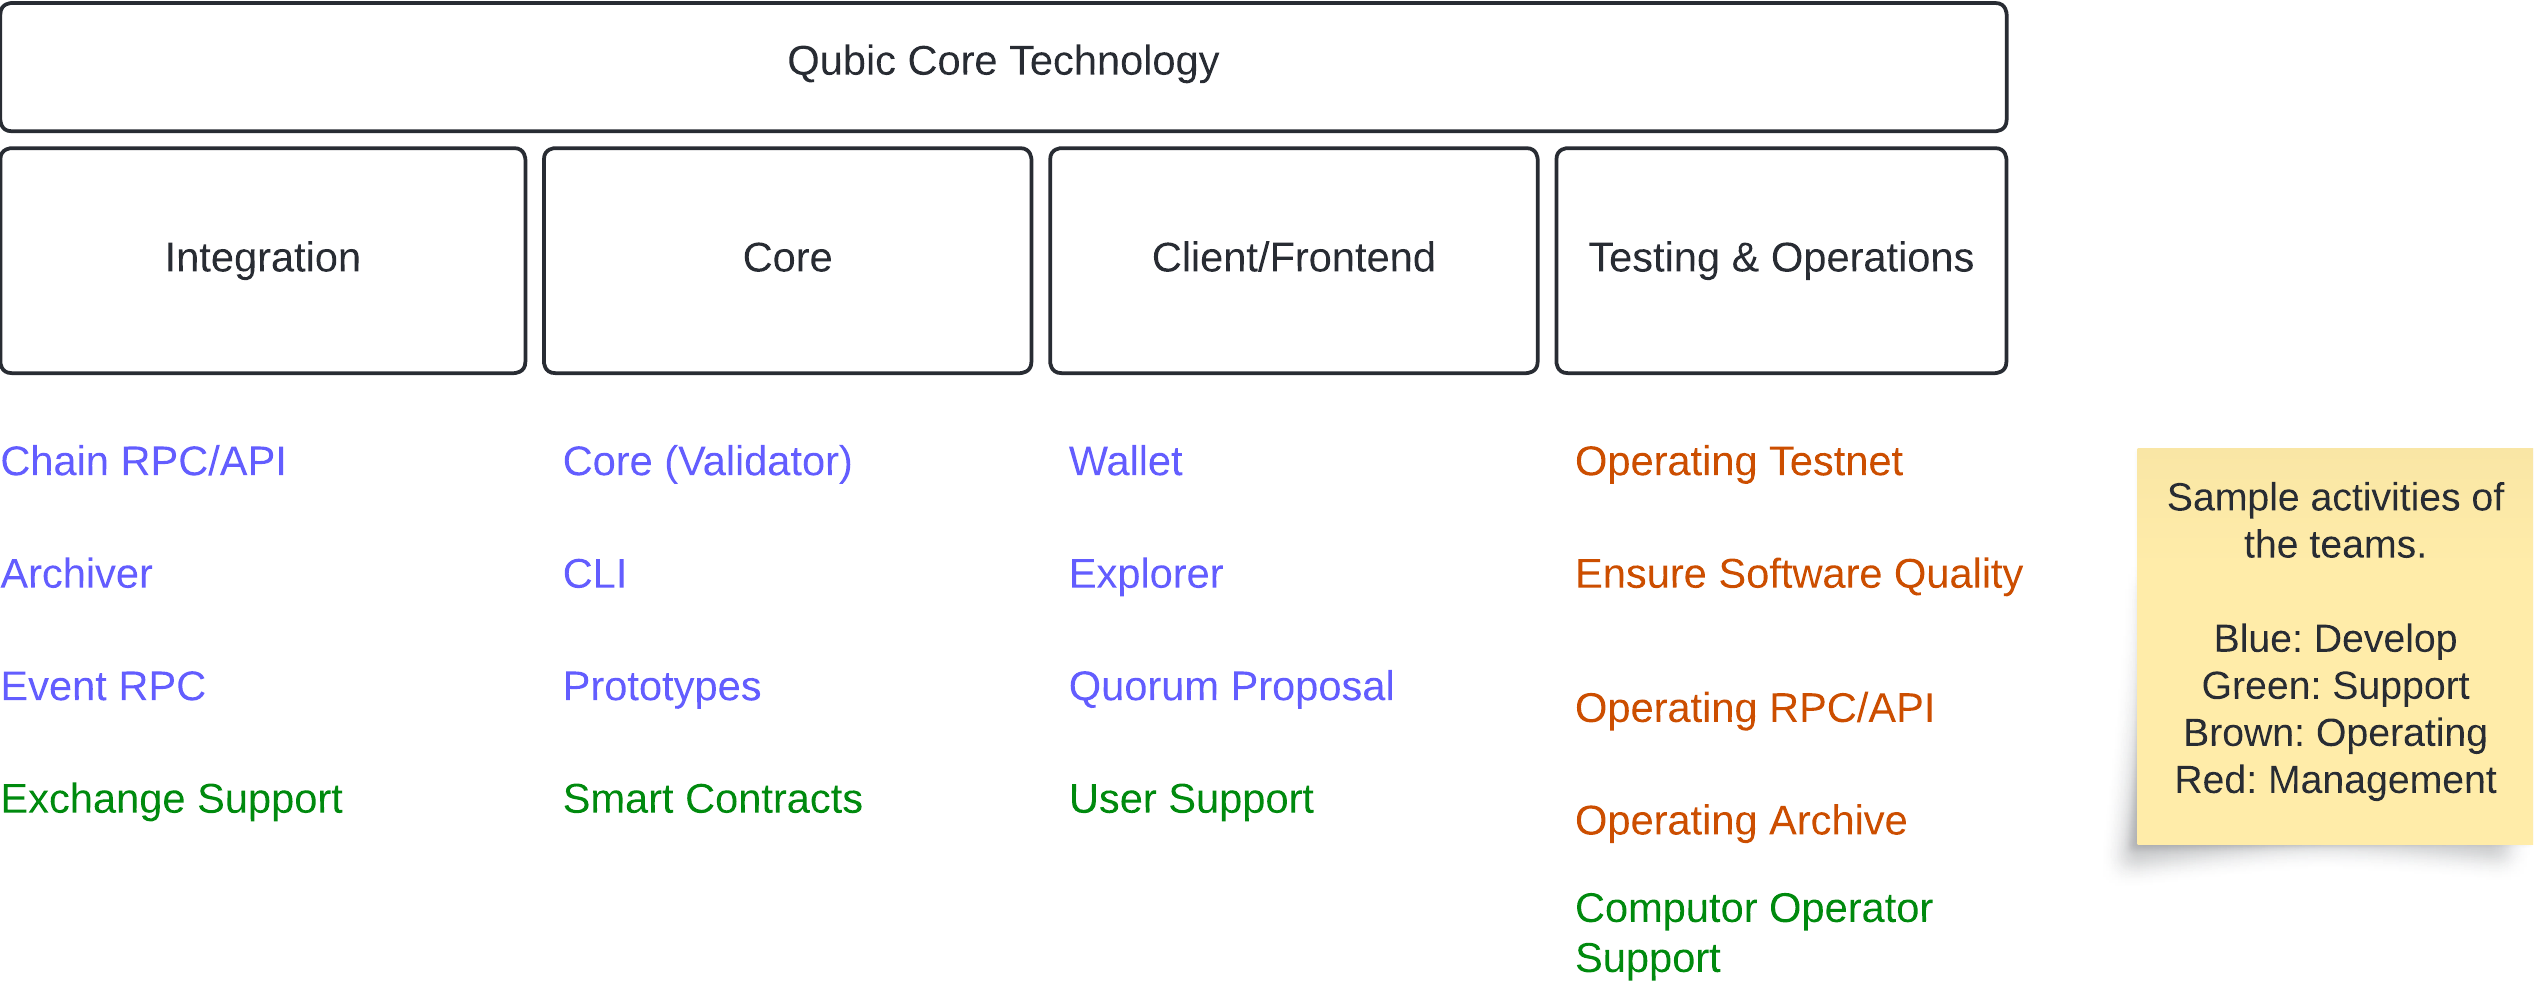 Qubic Core Technology
Integration
Core
Client/Frontend
Testing & Operations
Chain RPC/API
Archiver
Event RPC
Exchange Support
Core (Validator)
CLI
Prototypes
Smart Contracts
Wallet
Explorer
Quorum Proposal
User Support
Operating Testnet
Ensure Software Quality
Operating RPC/API
Operating Archive
Computor Operator
Support
Sample activities of
the teams.
Blue: Develop
Green: Support
Brown: Operating
Red: Management